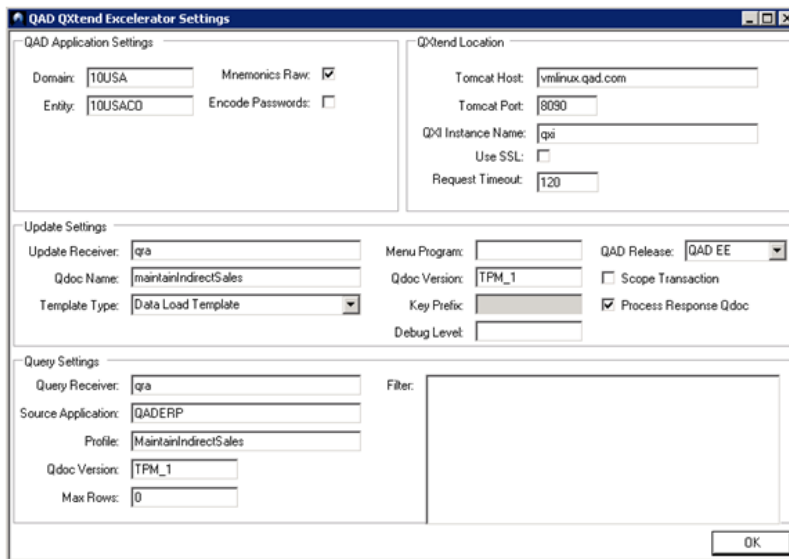 QAD QXtend Excelerator Settings
QAD Application Settings
Domain: 10USA
Mnemonics Raw:
Entity: 10USACO
Encode Passwords:
QXtend Location
Tomcat Host: vmlinux.qad.com
Tomcat Port: 8090
QXI Instance Name: qxi
Use SSL:
Request Timeout: 120
Update Settings
Update Receiver: qra
Menu Program:
QAD Release: QAD EE
Qdoc Name: maintainIndirectSales
Qdoc Version: TPM_1
Scope Transaction
Template Type: Data Load Template
Key Prefix:
Process Response Qdoc
Debug Level:
Query Settings
Query Receiver: qra
Filter:
Source Application: QADERP
Profile: MaintainIndirectSales
Qdoc Version: TPM_1
Max Rows: 0
OK